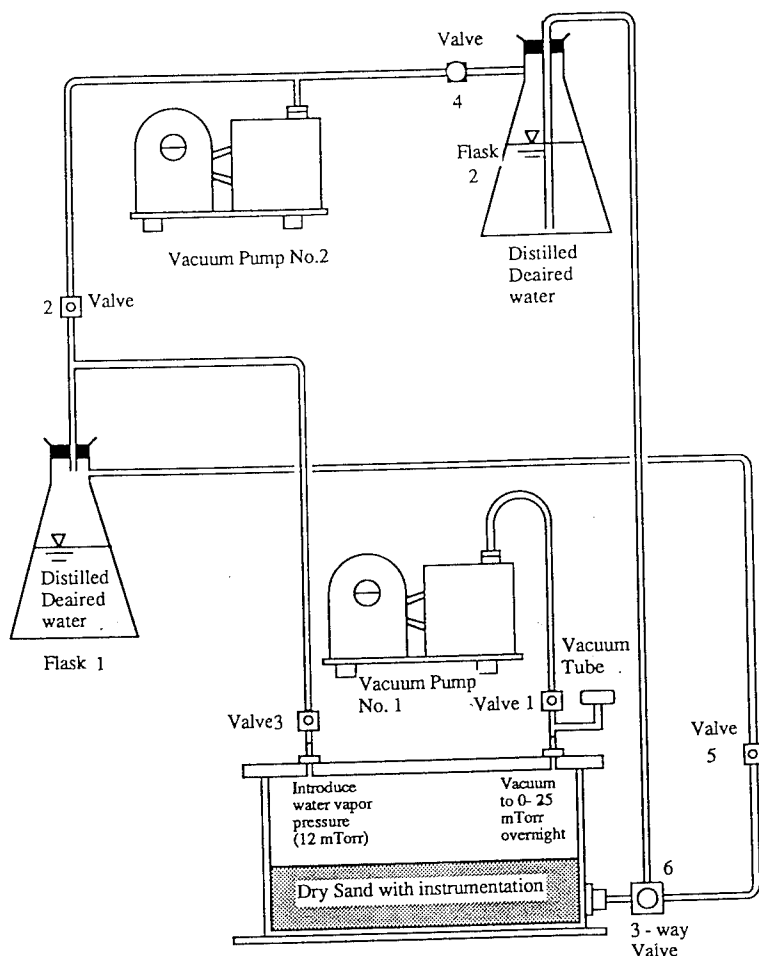 Valve
4
Flask
2
Vacuum Pump No.2
Distilled
Deaired
water
2 Valve
Distilled
Deaired
water
Flask 1
Vacuum Pump
No. 1
Vacuum
Tube
Valve 1
Valve3
Valve
5
Introduce
water vapor
pressure
(12 mTorr)
Vacuum
to 0-25
mTorr
overnight
Dry Sand with instrumentation
6
3 - way
Valve